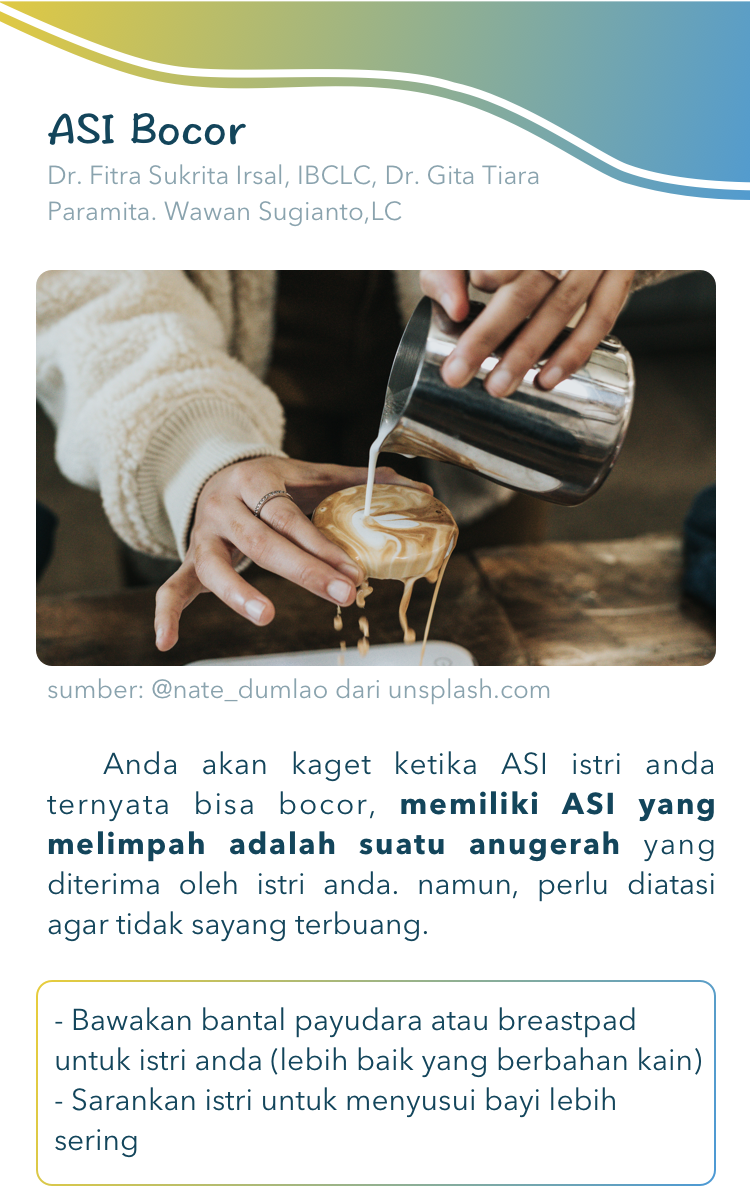 ASI Bocor
Dr. Fitra Sukrita Irsal, IBCLC, Dr. Gita Tiara
Paramita. Wawan Sugianto,LC
sumber: @nate_dumlao dari unsplash.com
Anda akan kaget ketika ASI istri anda
ternyata bisa bocor, memiliki ASI yang
melimpah adalah suatu anugerah yang
diterima oleh istri anda. namun, perlu diatasi
agar tidak sayang terbuang.
- Bawakan bantal payudara atau breastpad
untuk istri anda (lebih baik yang berbahan kain)
- Sarankan istri untuk menyusui bayi lebih
sering